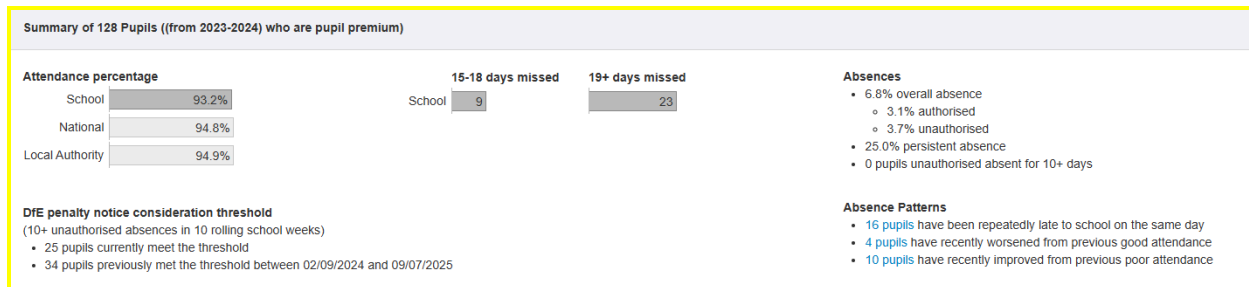 Summary of 128 Pupils ((from 2023-2024) who are pupil premium)
Attendance percentage
School 93.2%
National 94.8%
Local Authority 94.9%
15-18 days missed 19+ days missed
School 9 23
Absences
• 6.8% overall absence
◦ 3.1% authorised
◦ 3.7% unauthorised
• 25.0% persistent absence
• 0 pupils unauthorised absent for 10+ days
DfE penalty notice consideration threshold
(10+ unauthorised absences in 10 rolling school weeks)
• 25 pupils currently meet the threshold
• 34 pupils previously met the threshold between 02/09/2024 and 09/07/2025
Absence Patterns
• 16 pupils have been repeatedly late to school on the same day
• 4 pupils have recently worsened from previous good attendance
• 10 pupils have recently improved from previous poor attendance